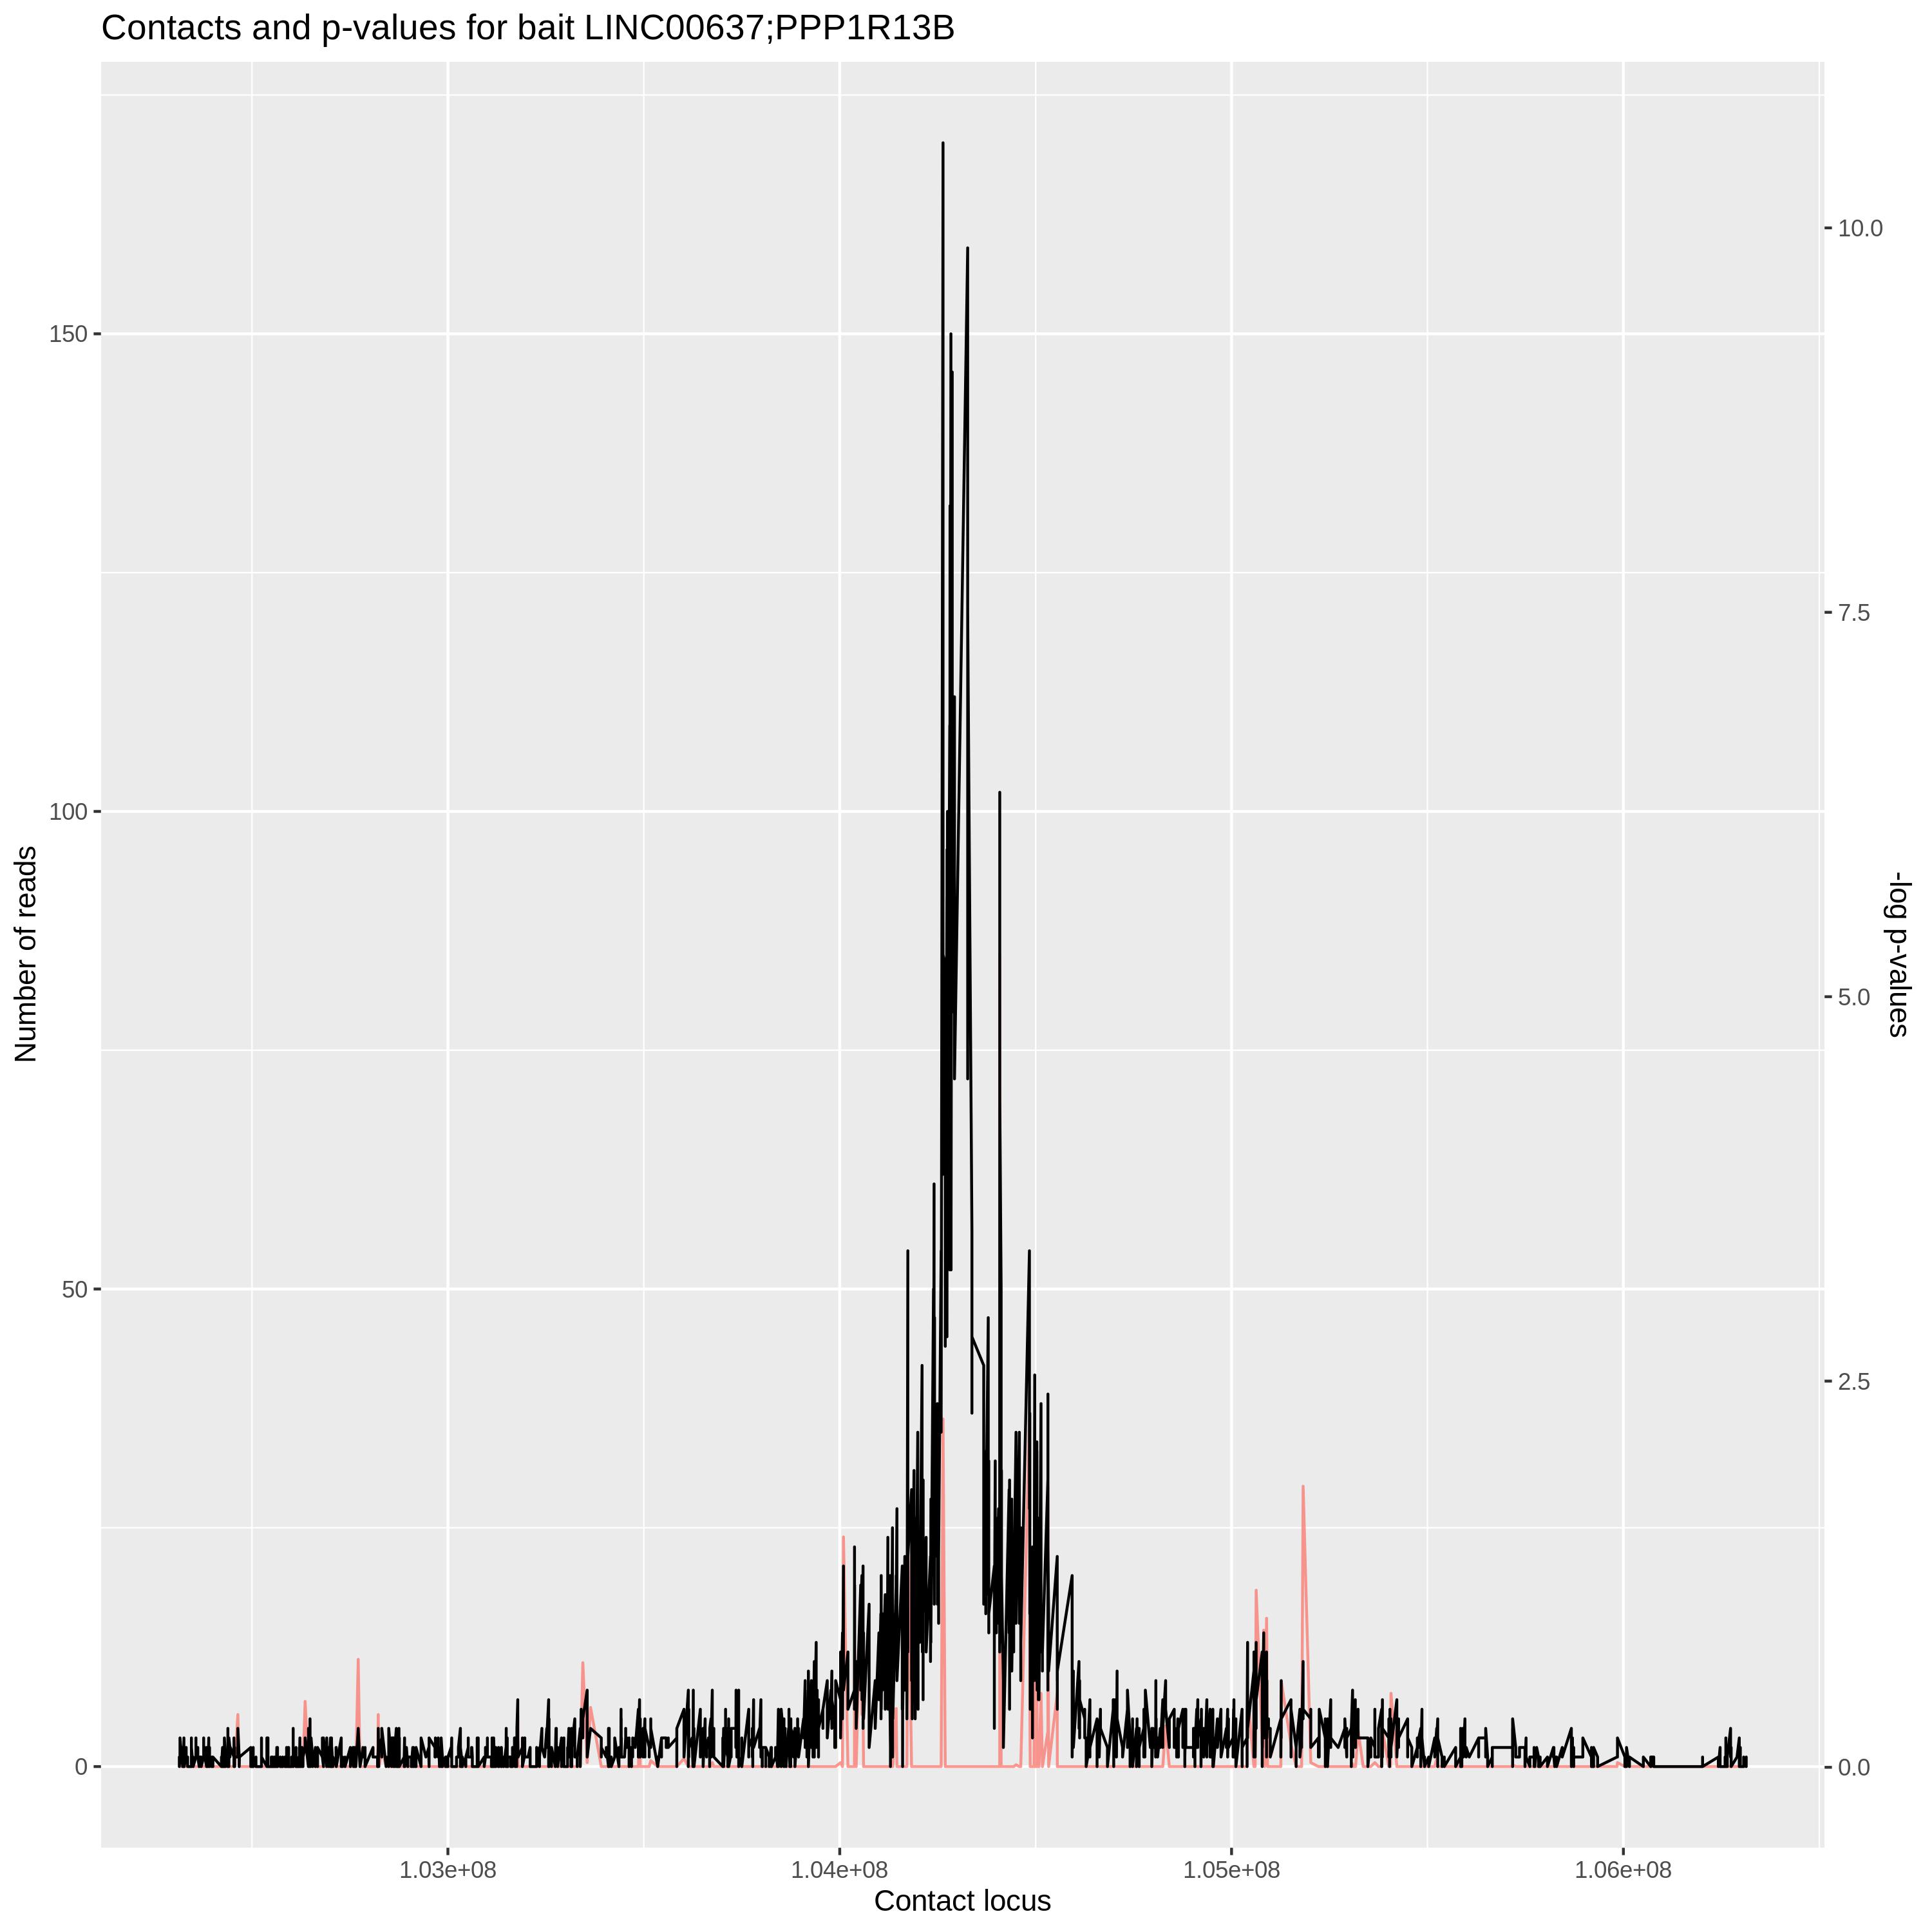 Contacts and p-values for bait LINC00637;PPP1R13B
Number of reads
150
100
50
0
10.0
7.5
5.0
2.5
0.0
-log p-values
1.03e+08
1.04e+08
1.05e+08
1.06e+08
Contact locus